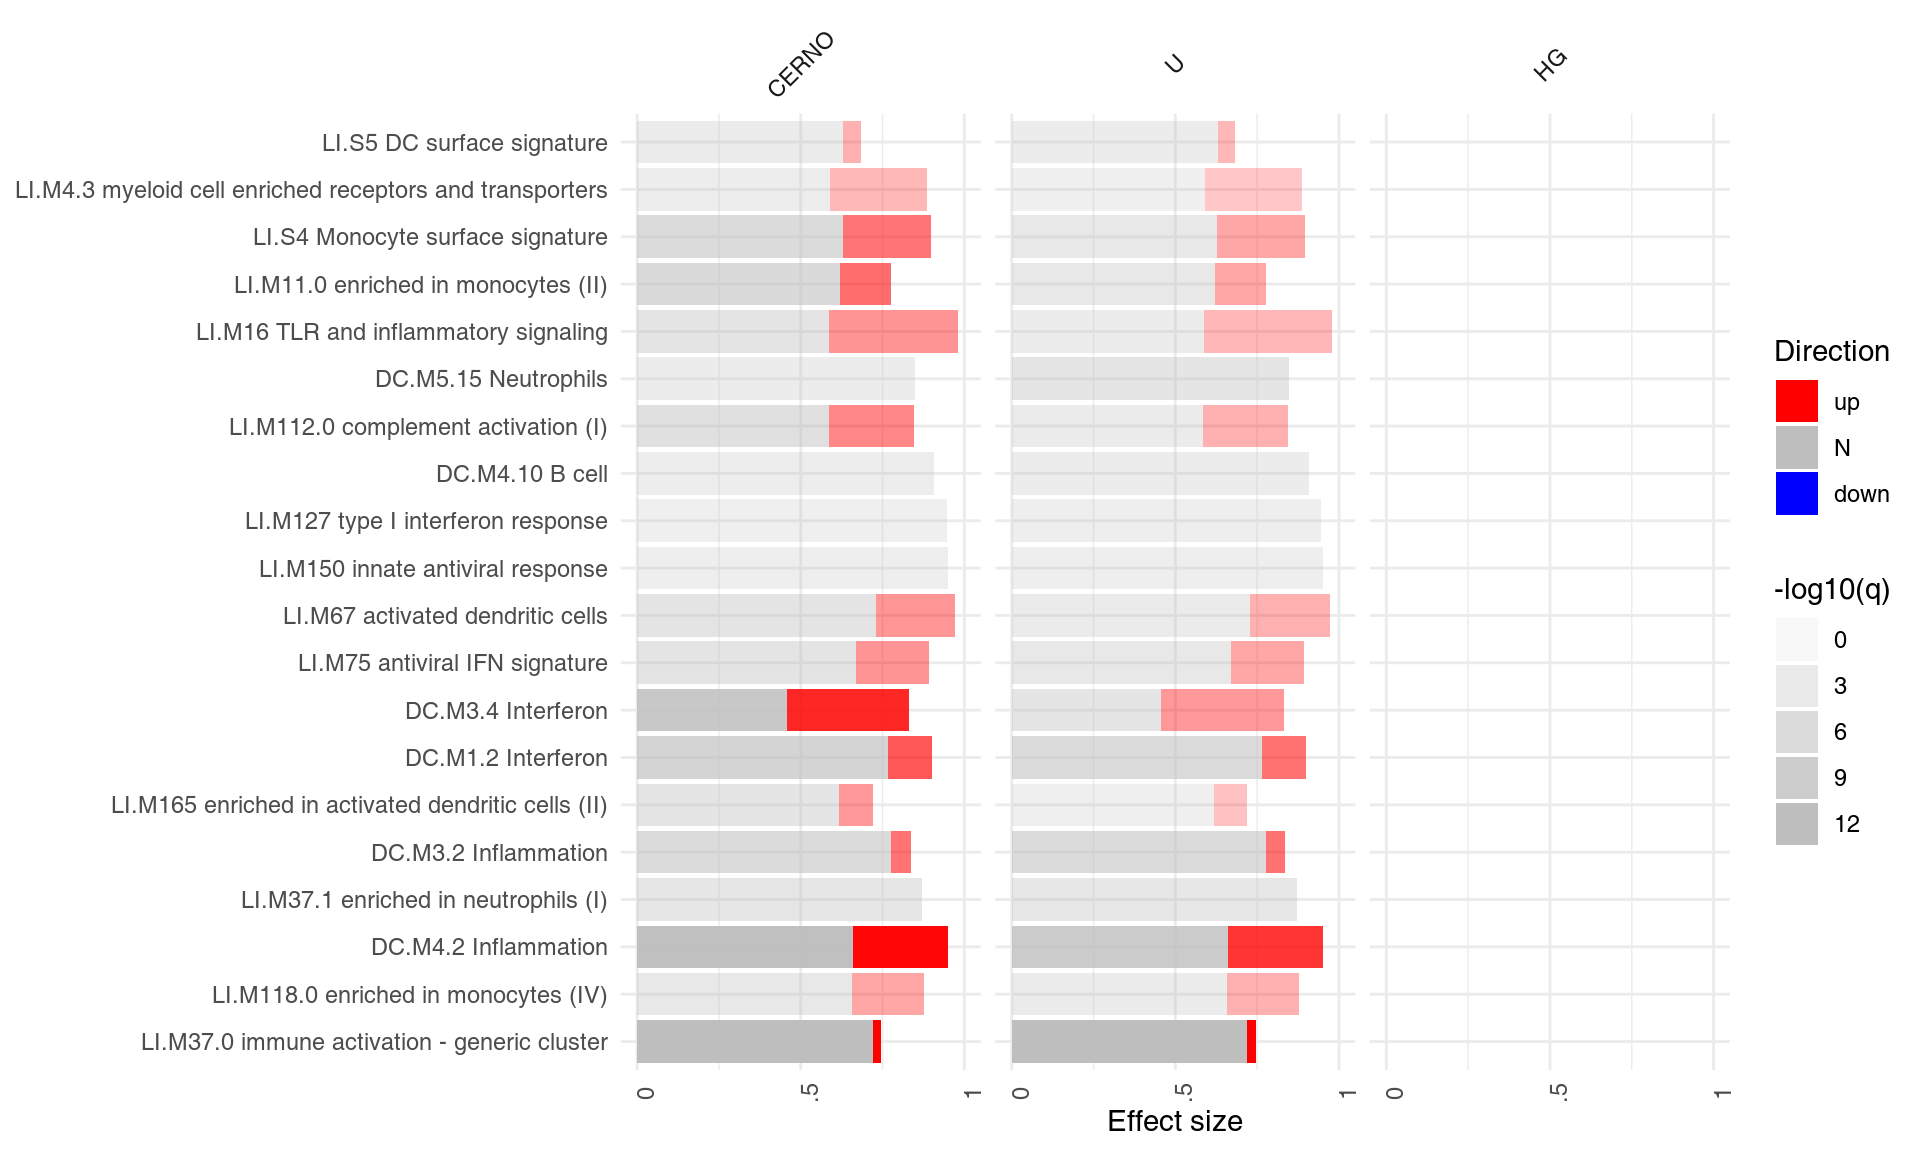 CERNO
U
HG
LI.S5 DC surface signature
LI.M4.3 myeloid cell enriched receptors and transporters
LI.S4 Monocyte surface signature
LI.M11.0 enriched in monocytes (II)
LI.M16 TLR and inflammatory signaling
DC.M5.15 Neutrophils
LI.M112.0 complement activation (I)
DC.M4.10 B cell
LI.M127 type I interferon response
LI.M150 innate antiviral response
LI.M67 activated dendritic cells
LI.M75 antiviral IFN signature
DC.M3.4 Interferon
DC.M1.2 Interferon
LI.M165 enriched in activated dendritic cells (II)
DC.M3.2 Inflammation
LI.M37.1 enriched in neutrophils (I)
DC.M4.2 Inflammation
LI.M118.0 enriched in monocytes (IV)
LI.M37.0 immune activation - generic cluster
0 .5 1 0 .5 1 0 .5 1
Effect size
Direction
up
N
down
-log10(q)
0
3
6
9
12